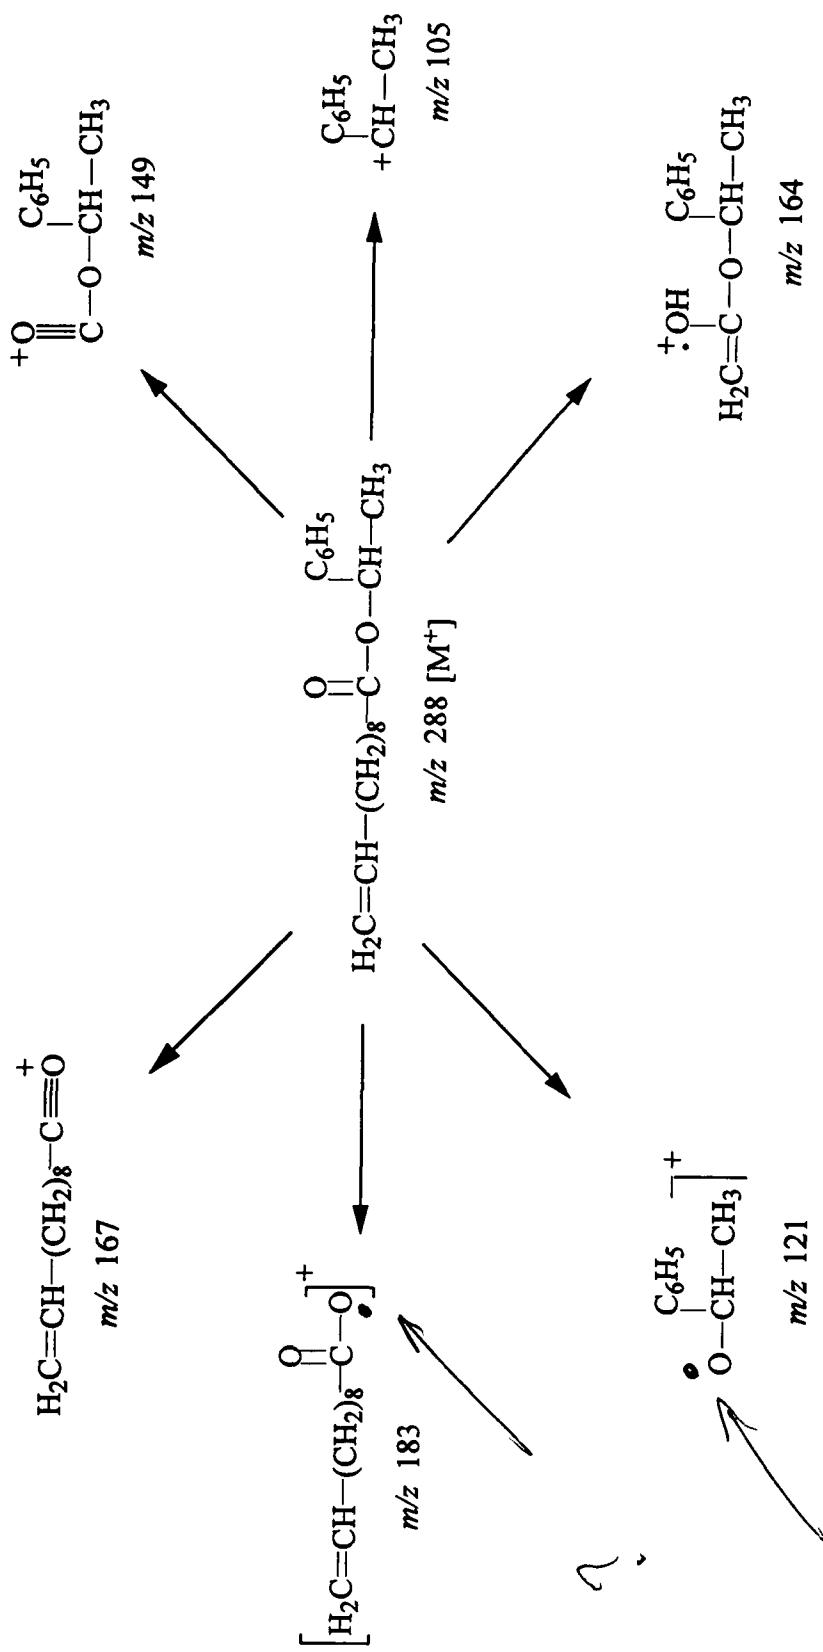 H₂C=CH—(CH₂)₈—C≡O⁺
m/z 167
O⁺≡C—O—CH(C₆H₅)—CH₃
m/z 149
[H₂C=CH—(CH₂)₈—C(=O)—O•]⁺
m/z 183
H₂C=CH—(CH₂)₈—C(=O)—O—CH(C₆H₅)—CH₃
m/z 288 [M⁺]
C₆H₅
+CH—CH₃
m/z 105
•O—CH(C₆H₅)—CH₃]⁺
m/z 121
H₂C=C(OH)—O—CH(C₆H₅)—CH₃
+•
m/z 164
?